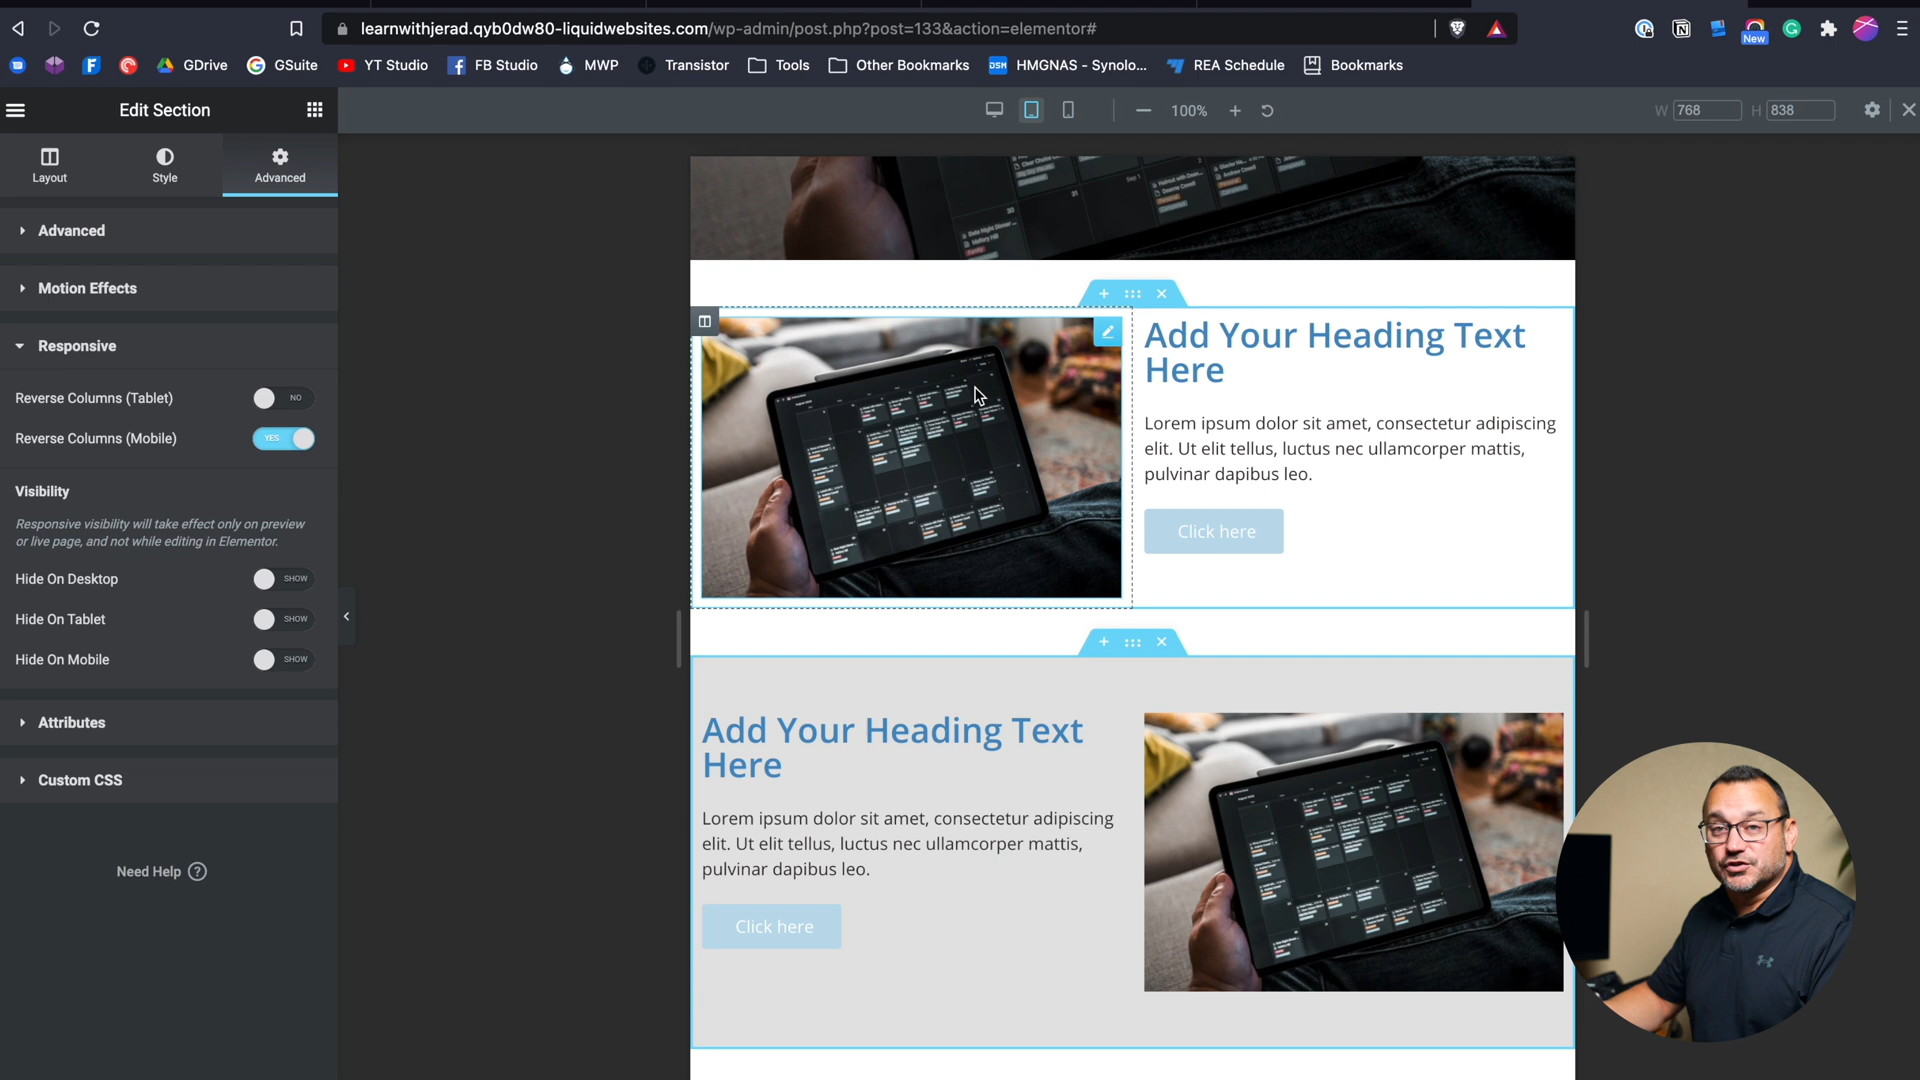 learnwithjerad.qyb0dw80-liquidwebsites.com/wp-admin/post.php?post=133&action=elementor#
New
GDrive
GSuite
YT Studio
FB Studio
MWP
Transistor
Tools
Other Bookmarks
DSM
HMGNAS - Synolo...
REA Schedule
Bookmarks
Edit Section
100%
W 768 H 838
Layout
Style
Advanced
Advanced
Motion Effects
Responsive
Reverse Columns (Tablet) NO
Reverse Columns (Mobile) YES
Visibility
Responsive visibility will take effect only on preview
or live page, and not while editing in Elementor.
Hide On Desktop SHOW
Hide On Tablet SHOW
Hide On Mobile SHOW
Attributes
Custom CSS
Need Help ?
Sep 1
31
30
Add Your Heading Text
Here
Lorem ipsum dolor sit amet, consectetur adipiscing
elit. Ut elit tellus, luctus nec ullamcorper mattis,
pulvinar dapibus leo.
Click here
Add Your Heading Text
Here
Lorem ipsum dolor sit amet, consectetur adipiscing
elit. Ut elit tellus, luctus nec ullamcorper mattis,
pulvinar dapibus leo.
Click here